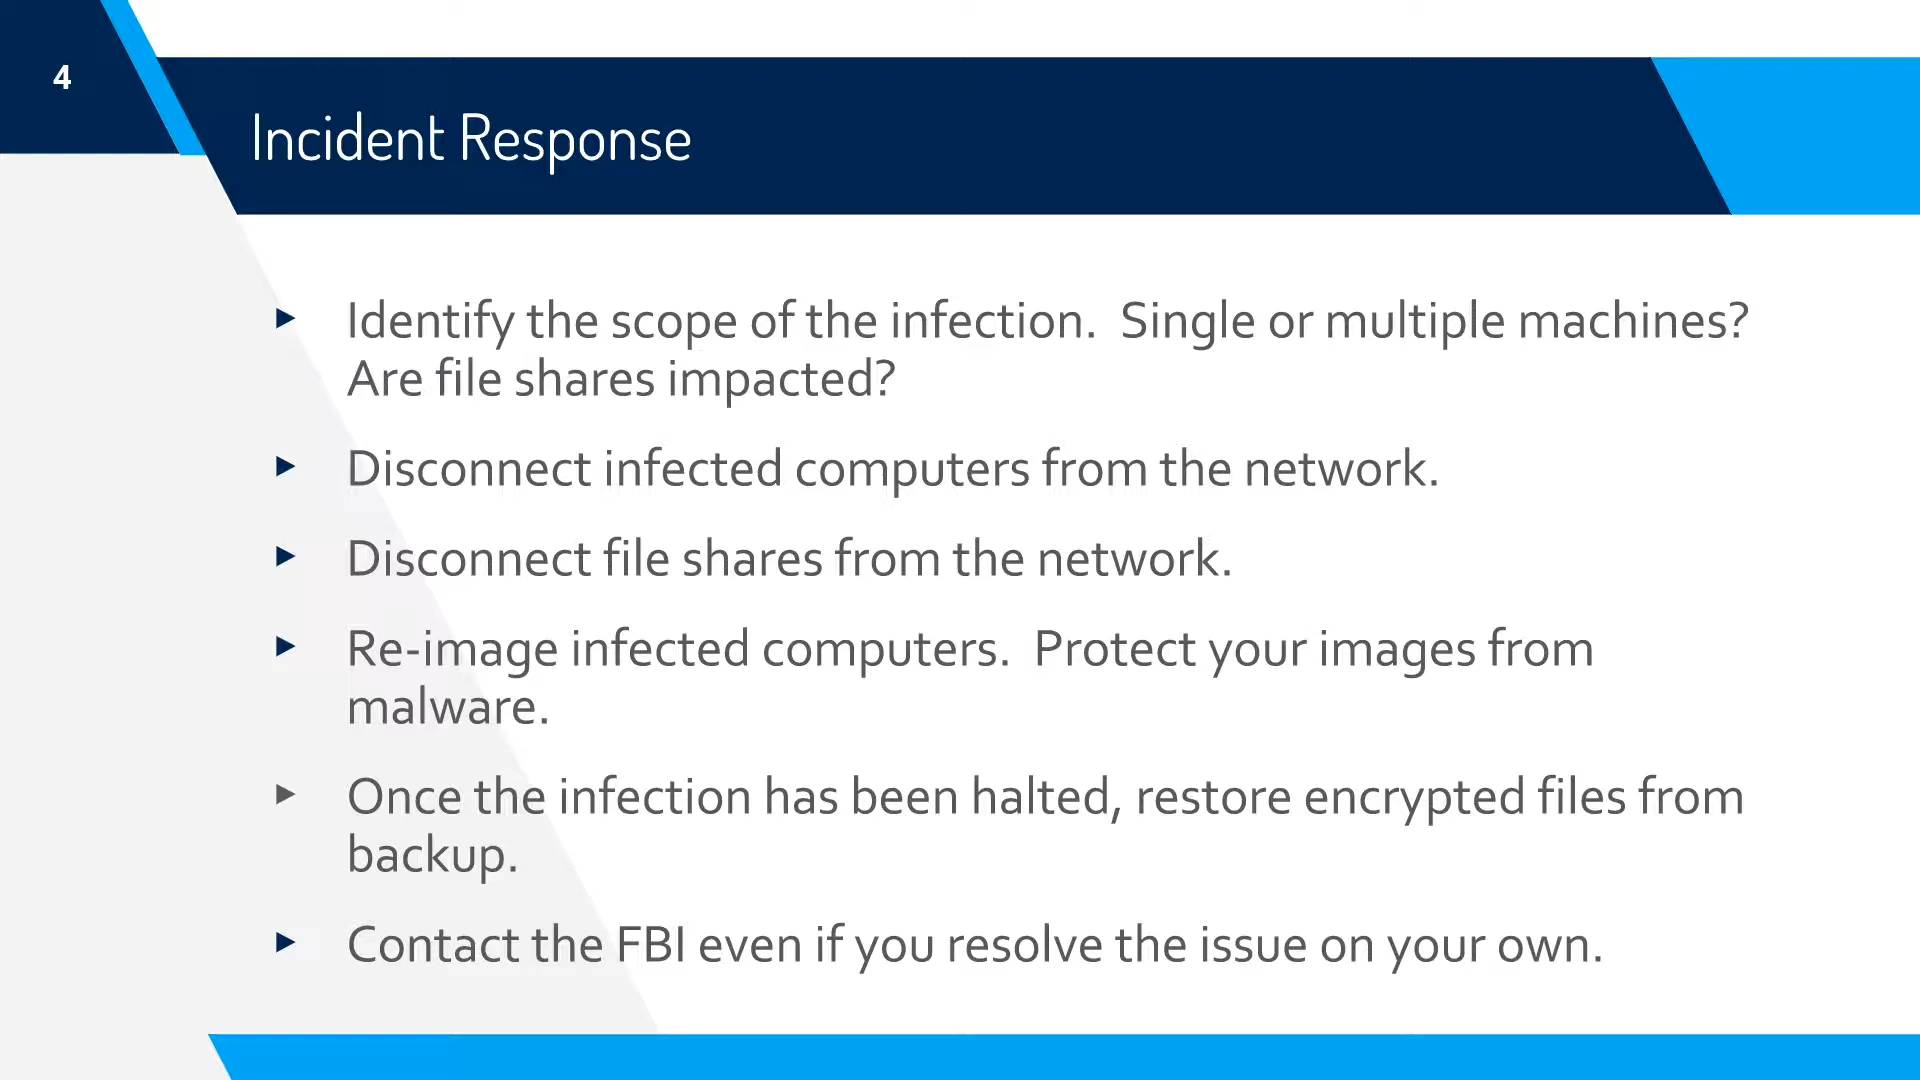 4
Incident Response
► Identify the scope of the infection.  Single or multiple machines?
Are file shares impacted?
► Disconnect infected computers from the network.
► Disconnect file shares from the network.
► Re-image infected computers.  Protect your images from
malware.
► Once the infection has been halted, restore encrypted files from
backup.
► Contact the FBI even if you resolve the issue on your own.